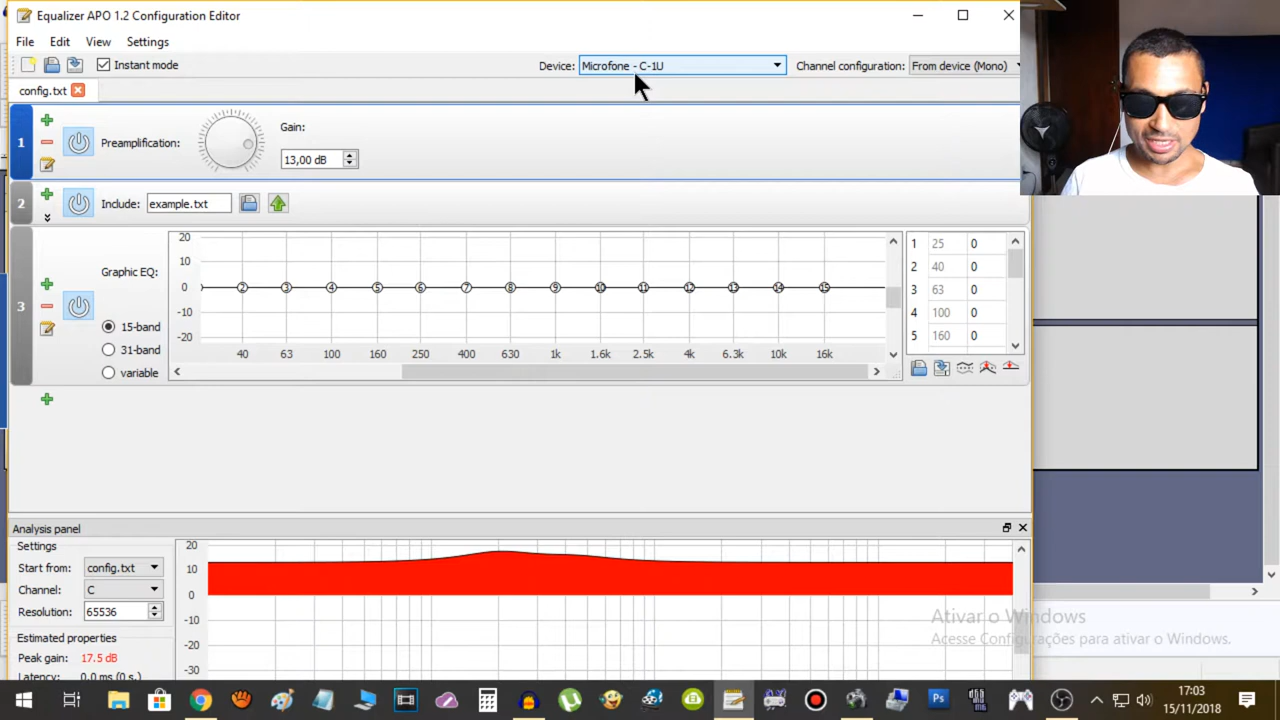 Equalizer APO 1.2 Configuration Editor
File Edit View Settings
Instant mode
Device: Microfone - C-1U Channel configuration: From device (Mono)
config.txt
1
Preamplification:
Gain:
13,00 dB
2
Include: example.txt
3
Graphic EQ:
15-band
31-band
variable
20
10
0
-10
-20
2 3 4 5 6 7 8 9 10 11 12 13 14 15
40 63 100 160 250 400 630 1k 1.6k 2.5k 4k 6.3k 10k 16k
1 25 0
2 40 0
3 63 0
4 100 0
5 160 0
Analysis panel
Settings
Start from: config.txt
Channel: C
Resolution: 65536
Estimated properties
Peak gain: 17.5 dB
Latency: 0.0 ms (0 s)
20
10
0
-10
-20
-30
Ativar o Windows
Acesse Configurações para ativar o Windows.
Ps
17:03
15/11/2018